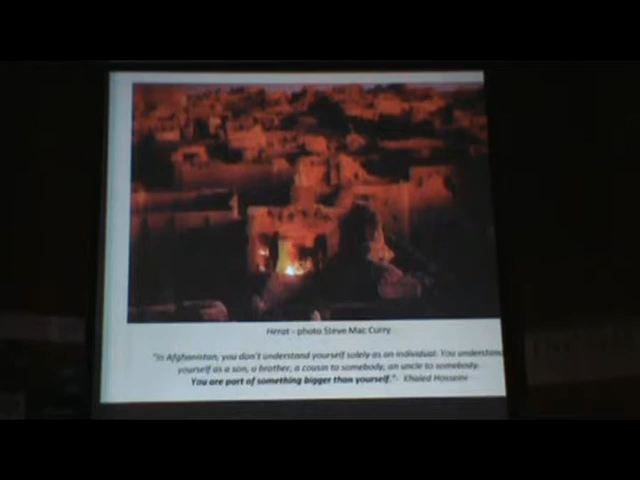 Herat - photo Steve Mac Curry
"In Afghanistan, you don't understand yourself solely as an individual. You understand
yourself as a son, a brother, a cousin to somebody, an uncle to somebody.
You are part of something bigger than yourself."- Khaled Hosseini